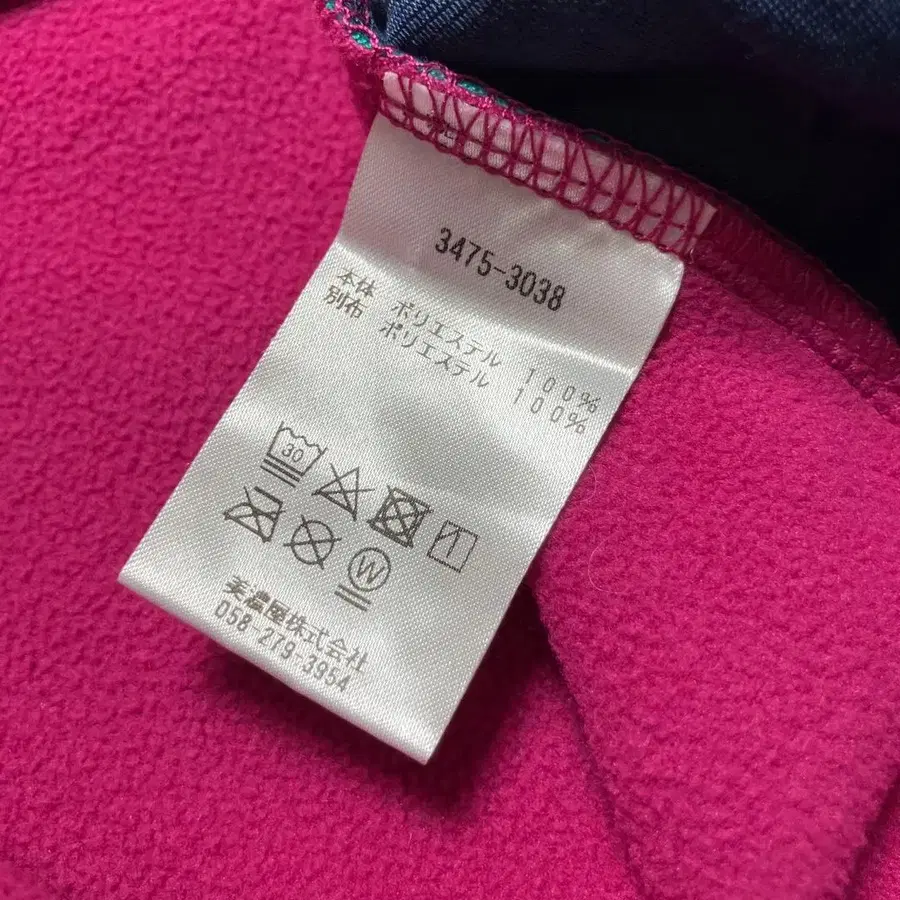 3475-3038
本体 ポリエステル 100%
別布 ポリエステル 100%
30
W
美濃屋株式会社
058-279-3954